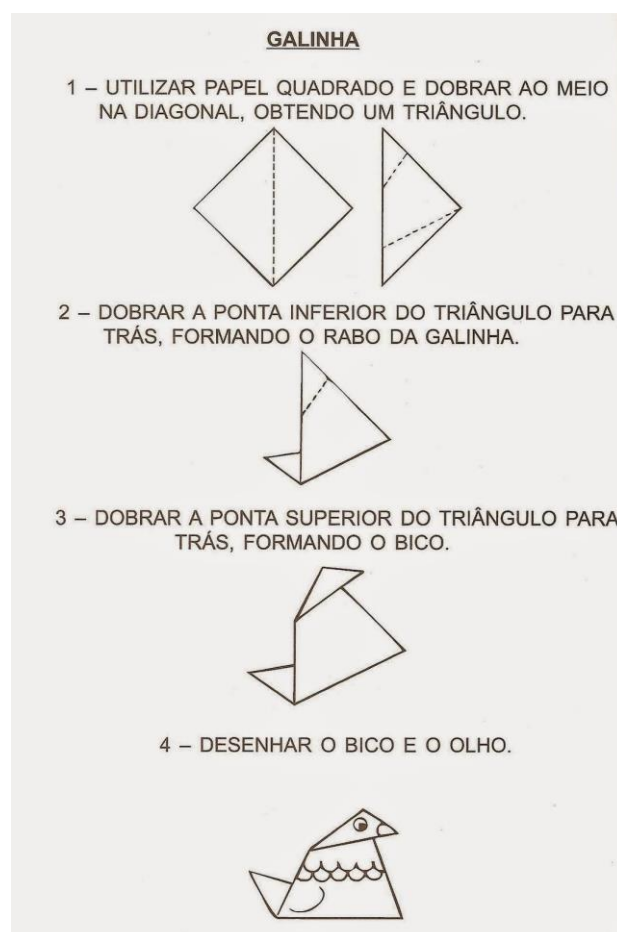 GALINHA
1 – UTILIZAR PAPEL QUADRADO E DOBRAR AO MEIO
NA DIAGONAL, OBTENDO UM TRIÂNGULO.
2 – DOBRAR A PONTA INFERIOR DO TRIÂNGULO PARA
TRÁS, FORMANDO O RABO DA GALINHA.
3 – DOBRAR A PONTA SUPERIOR DO TRIÂNGULO PARA
TRÁS, FORMANDO O BICO.
4 – DESENHAR O BICO E O OLHO.